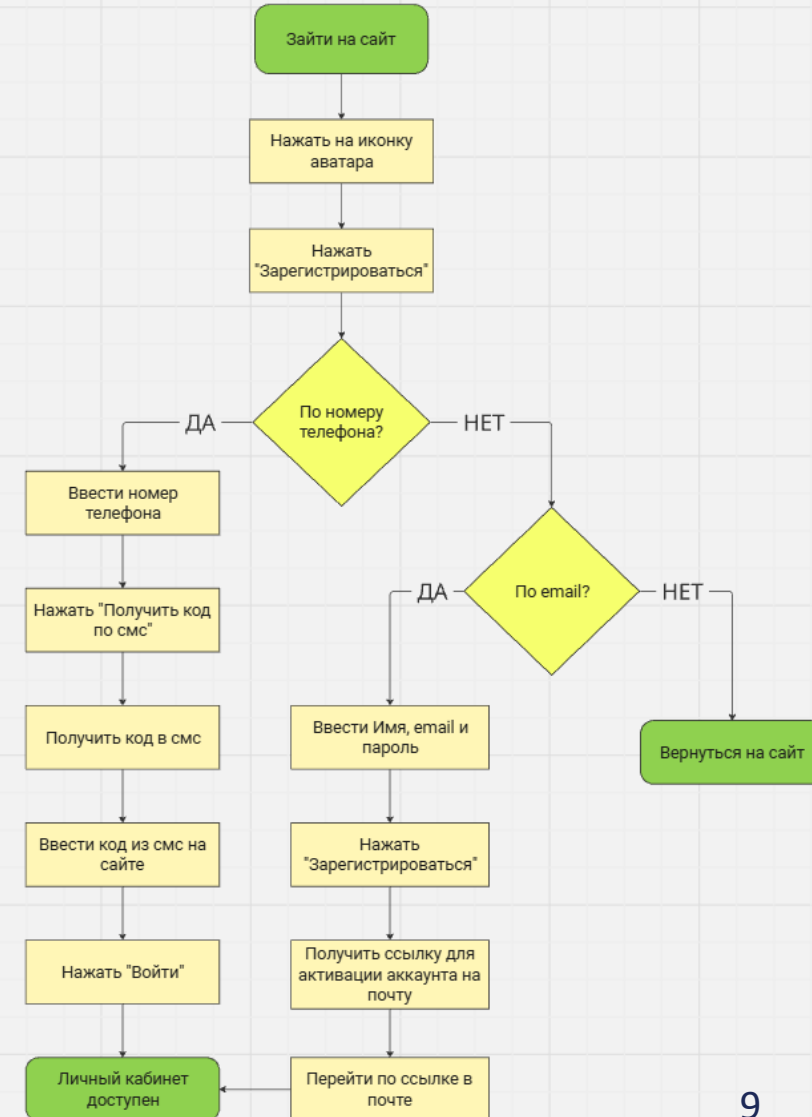 Зайти на сайт
Нажать на иконку
аватара
Нажать
"Зарегистрироваться"
По номеру
телефона?
ДА
НЕТ
Ввести номер
телефона
Нажать "Получить код
по смс"
Получить код в смс
Ввести код из смс на
сайте
Нажать "Войти"
Личный кабинет
доступен
По email?
ДА
НЕТ
Ввести Имя, email и
пароль
Нажать
"Зарегистрироваться"
Получить ссылку для
активации аккаунта на
почту
Перейти по ссылке в
почте
Вернуться на сайт
9